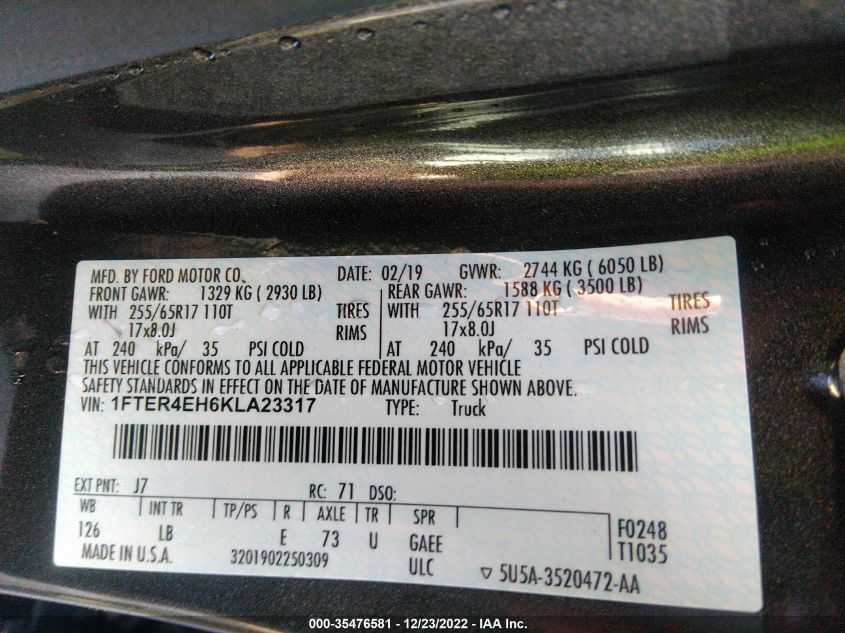 MFD. BY FORD MOTOR CO. DATE: 02/19 GVWR: 2744 KG ( 6050 LB)
FRONT GAWR: 1329 KG ( 2930 LB) REAR GAWR: 1588 KG ( 3500 LB)
WITH 255/65R17 110T TIRES WITH 255/65R17 110T TIRES
17x8.0J RIMS 17x8.0J RIMS
AT 240 kPa/ 35 PSI COLD AT 240 kPa/ 35 PSI COLD
THIS VEHICLE CONFORMS TO ALL APPLICABLE FEDERAL MOTOR VEHICLE
SAFETY STANDARDS IN EFFECT ON THE DATE OF MANUFACTURE SHOWN ABOVE.
VIN: 1FTER4EH6KLA23317 TYPE: Truck
EXT PNT: J7 RC: 71 DSO:
WB INT TR TP/PS R AXLE TR SPR
126 LB E 73 U GAEE F0248
MADE IN U.S.A. 3201902250309 ULC T1035
▽ 5U5A-3520472-AA
000-35476581 - 12/23/2022 - IAA Inc.